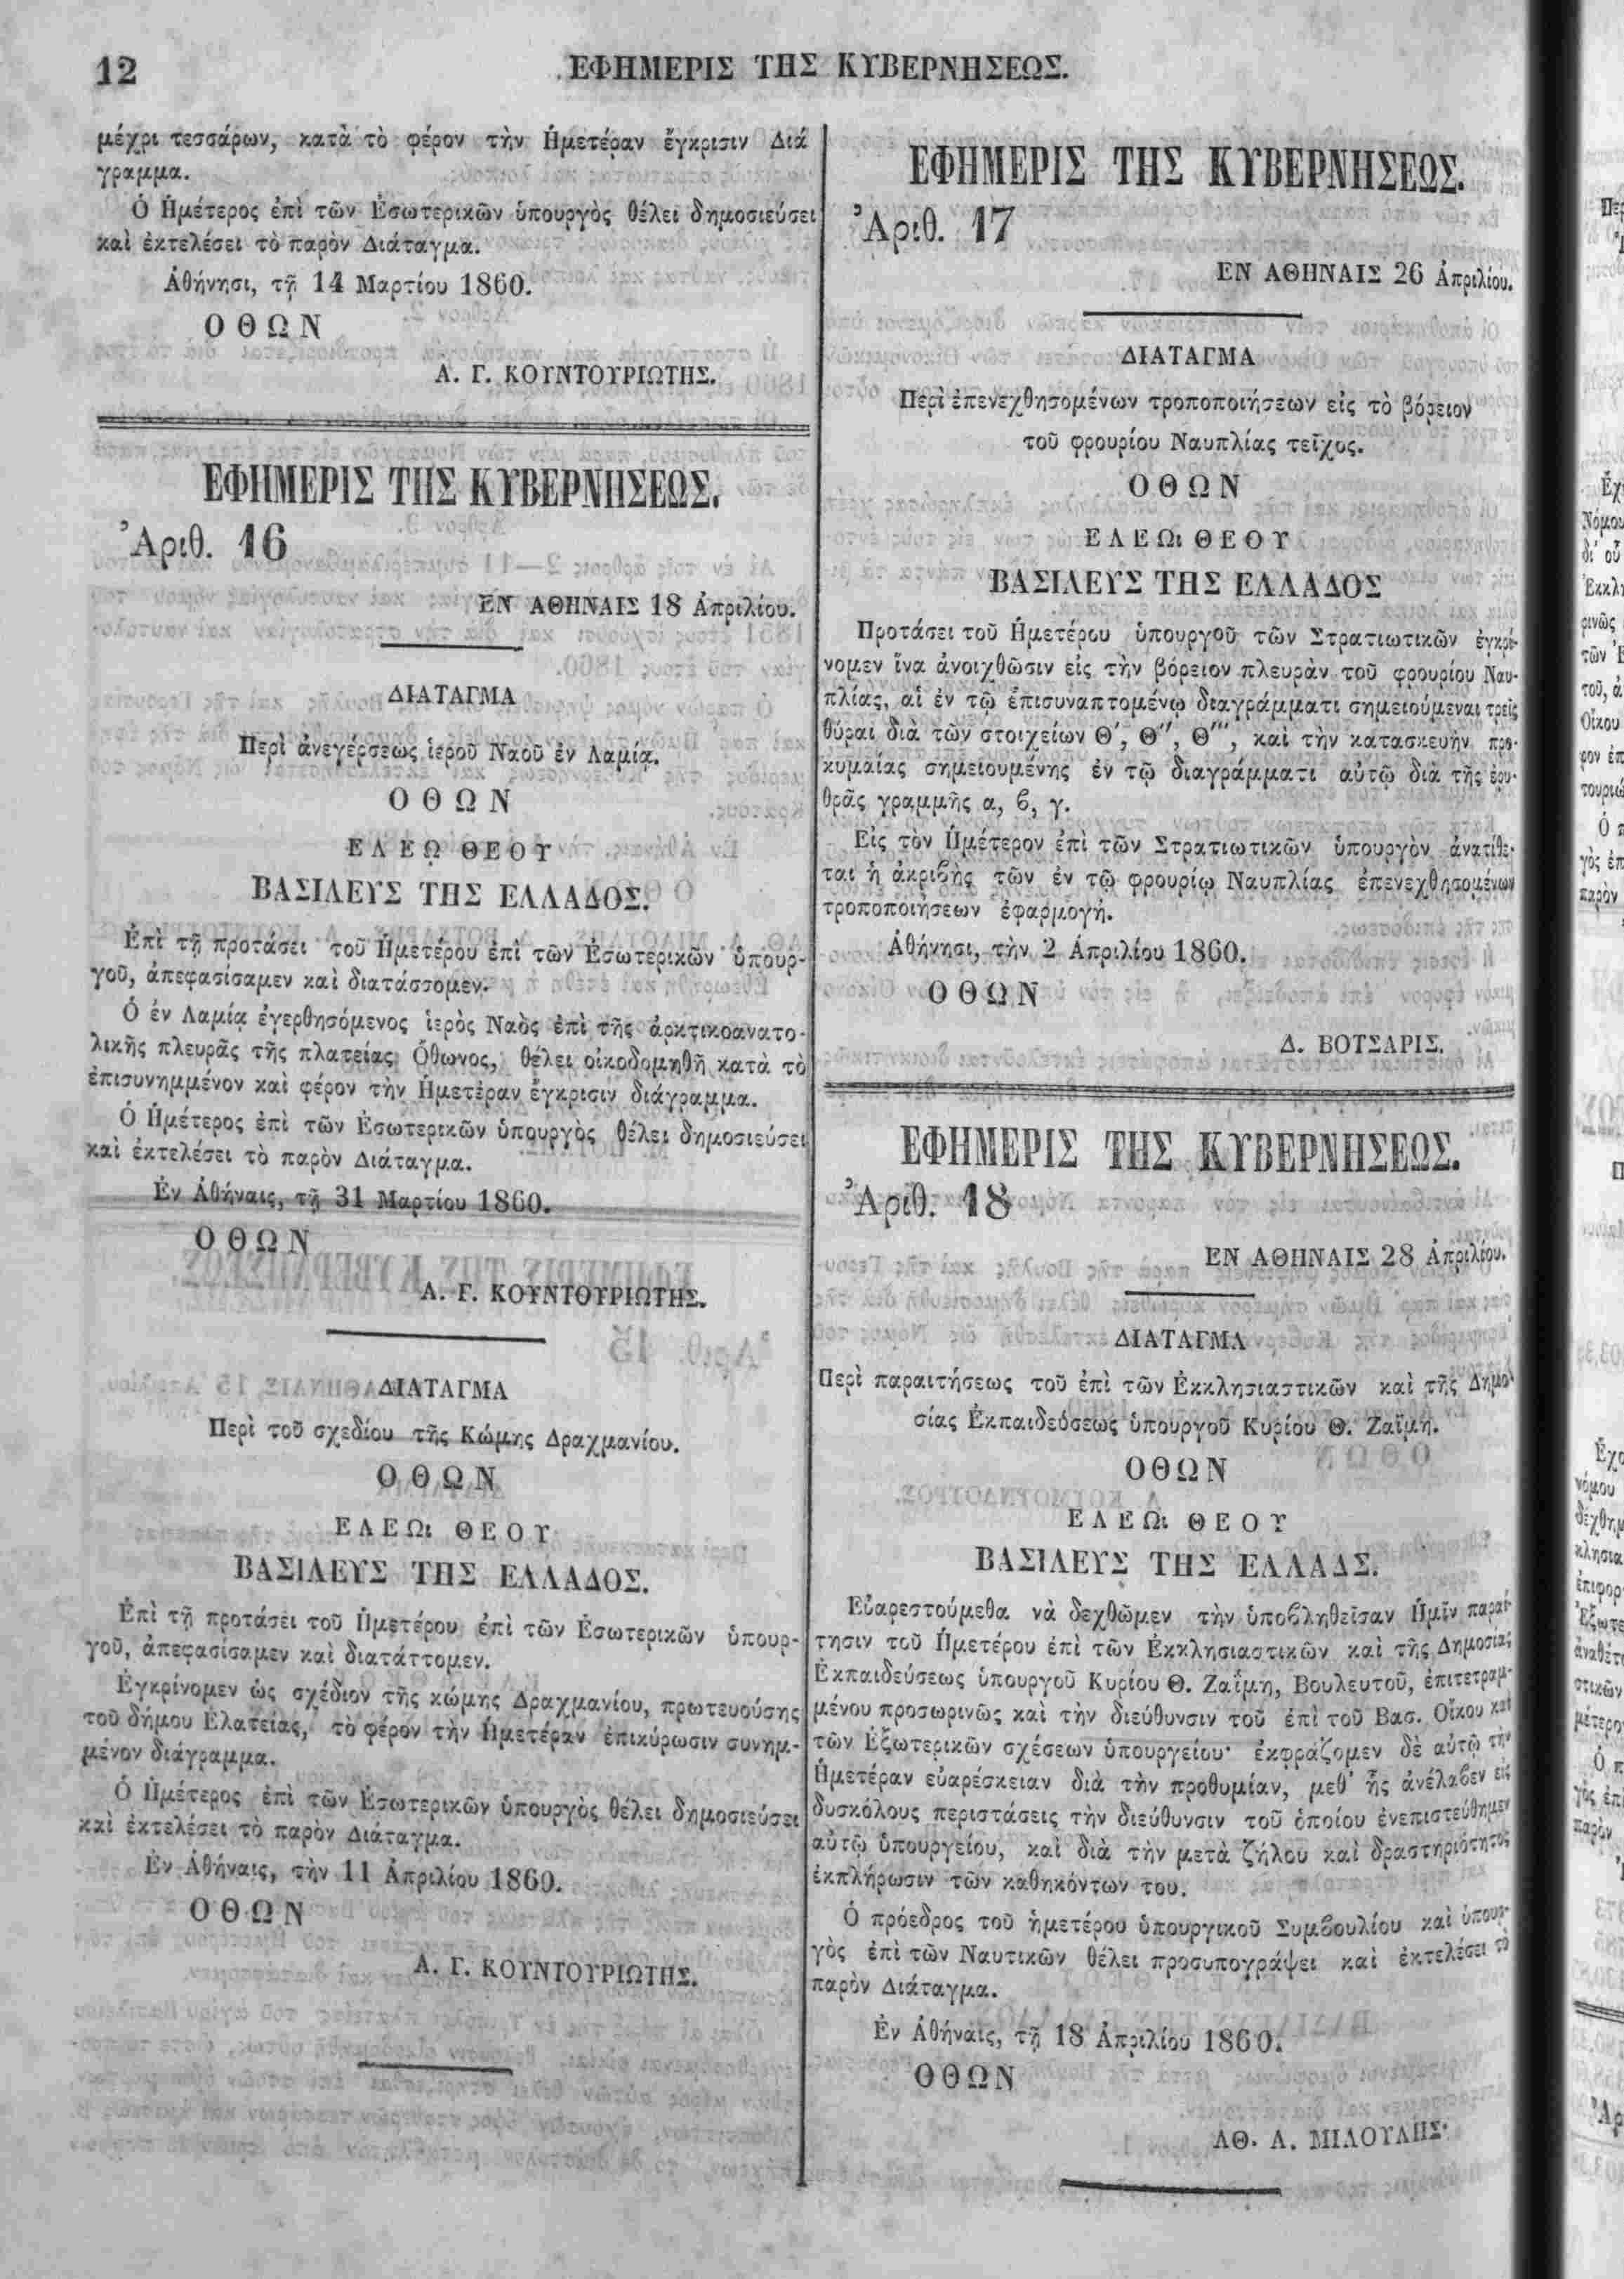 12
ΕΦΗΜΕΡΙΣ ΤΗΣ ΚΥΒΕΡΝΗΣΕΩΣ.
μέχρι τεσσάρων, κατὰ τὸ φέρον τὴν Ἡμετέραν ἔγκρισιν Διά
γραμμα.
Ὁ Ἡμέτερος ἐπὶ τῶν Ἐσωτερικῶν ὑπουργὸς θέλει δημοσιεύσει
καὶ ἐκτελέσει τὸ παρὸν Διάταγμα.
Ἀθήνησι, τῇ 14 Μαρτίου 1860.
ΟΘΩΝ
Α. Γ. ΚΟΥΝΤΟΥΡΙΩΤΗΣ.
ΕΦΗΜΕΡΙΣ ΤΗΣ ΚΥΒΕΡΝΗΣΕΩΣ.
Ἀριθ. 16
ΕΝ ΑΘΗΝΑΙΣ 18 Ἀπριλίου.
ΔΙΑΤΑΓΜΑ
Περὶ ἀνεγέρσεως ἱεροῦ Ναοῦ ἐν Λαμίᾳ.
ΟΘΩΝ
ΕΛΕΩ ΘΕΟΥ
ΒΑΣΙΛΕΥΣ ΤΗΣ ΕΛΛΑΔΟΣ.
Ἐπὶ τῇ προτάσει τοῦ Ἡμετέρου ἐπὶ τῶν Ἐσωτερικῶν ὑπουρ-
γοῦ, ἀπεφασίσαμεν καὶ διατάσσομεν.
Ὁ ἐν Λαμίᾳ ἐγερθησόμενος ἱερὸς Ναὸς ἐπὶ τῆς ἀρκτικοανατο-
λικῆς πλευρᾶς τῆς πλατείας Ὄθωνος, θέλει οἰκοδομηθῆ κατὰ τὸ
ἐπισυνημμένον καὶ φέρον τὴν Ἡμετέραν ἔγκρισιν διάγραμμα.
Ὁ Ἡμέτερος ἐπὶ τῶν Ἐσωτερικῶν ὑπουργὸς θέλει δημοσιεύσει
καὶ ἐκτελέσει τὸ παρὸν Διάταγμα.
Ἐν Ἀθήναις, τῇ 31 Μαρτίου 1860.
ΟΘΩΝ
Α. Γ. ΚΟΥΝΤΟΥΡΙΩΤΗΣ.
ΔΙΑΤΑΓΜΑ
Περὶ τοῦ σχεδίου τῆς Κώμης Δραχμανίου.
ΟΘΩΝ
ΕΛΕΩι ΘΕΟΥ
ΒΑΣΙΛΕΥΣ ΤΗΣ ΕΛΛΑΔΟΣ.
Ἐπὶ τῇ προτάσει τοῦ Ἡμετέρου ἐπὶ τῶν Ἐσωτερικῶν ὑπουρ-
γοῦ, ἀπεφασίσαμεν καὶ διατάττομεν.
Ἐγκρίνομεν ὡς σχέδιον τῆς κώμης Δραχμανίου, πρωτευούσης
τοῦ δήμου Ἐλατείας, τὸ φέρον τὴν Ἡμετέραν ἐπικύρωσιν συνημ-
μένον διάγραμμα.
Ὁ Ἡμέτερος ἐπὶ τῶν Ἐσωτερικῶν ὑπουργὸς θέλει δημοσιεύσει
καὶ ἐκτελέσει τὸ παρὸν Διάταγμα.
Ἐν Ἀθήναις, τὴν 11 Ἀπριλίου 1860.
ΟΘΩΝ
Α. Γ. ΚΟΥΝΤΟΥΡΙΩΤΗΣ.
ΕΦΗΜΕΡΙΣ ΤΗΣ ΚΥΒΕΡΝΗΣΕΩΣ.
Ἀριθ. 17
ΕΝ ΑΘΗΝΑΙΣ 26 Ἀπριλίου.
ΔΙΑΤΑΓΜΑ
Περὶ ἐπενεχθησομένων τροποποιήσεων εἰς τὸ βόρειον
τοῦ φρουρίου Ναυπλίας τεῖχος.
ΟΘΩΝ
ΕΛΕΩι ΘΕΟΥ
ΒΑΣΙΛΕΥΣ ΤΗΣ ΕΛΛΑΔΟΣ
Προτάσει τοῦ Ἡμετέρου ὑπουργοῦ τῶν Στρατιωτικῶν ἐγκρί-
νομεν ἵνα ἀνοιχθῶσιν εἰς τὴν βόρειον πλευρὰν τοῦ φρουρίου Ναυ-
πλίας, αἱ ἐν τῷ ἐπισυναπτομένῳ διαγράμματι σημειούμεναι τρεῖς
θύραι διὰ τῶν στοιχείων Θ′, Θ″, Θ‴, καὶ τὴν κατασκευὴν προ-
κυμαίας σημειουμένης ἐν τῷ διαγράμματι αὐτῷ διὰ τῆς ἐρυ-
θρᾶς γραμμῆς α, ϐ, γ.
Εἰς τὸν Ἡμέτερον ἐπὶ τῶν Στρατιωτικῶν ὑπουργὸν ἀνατίθε-
ται ἡ ἀκριϐὴς τῶν ἐν τῷ φρουρίῳ Ναυπλίας ἐπενεχθησομένων
τροποποιήσεων ἐφαρμογή.
Ἀθήνησι, τὴν 2 Ἀπριλίου 1860.
ΟΘΩΝ
Δ. ΒΟΤΣΑΡΙΣ.
ΕΦΗΜΕΡΙΣ ΤΗΣ ΚΥΒΕΡΝΗΣΕΩΣ.
Ἀριθ. 18
ΕΝ ΑΘΗΝΑΙΣ 28 Ἀπριλίου.
ΔΙΑΤΑΓΜΑ
Περὶ παραιτήσεως τοῦ ἐπὶ τῶν Ἐκκλησιαστικῶν καὶ τῆς Δημο-
σίας Ἐκπαιδεύσεως ὑπουργοῦ Κυρίου Θ. Ζαΐμη.
ΟΘΩΝ
ΕΛΕΩι ΘΕΟΥ
ΒΑΣΙΛΕΥΣ ΤΗΣ ΕΛΛΑΔΣ.
Εὐαρεστούμεθα νὰ δεχθῶμεν τὴν ὑποϐληθεῖσαν Ἡμῖν παραί-
τησιν τοῦ Ἡμετέρου ἐπὶ τῶν Ἐκκλησιαστικῶν καὶ τῆς Δημοσίας
Ἐκπαιδεύσεως ὑπουργοῦ Κυρίου Θ. Ζαΐμη, Βουλευτοῦ, ἐπιτετραμ-
μένου προσωρινῶς καὶ τὴν διεύθυνσιν τοῦ ἐπὶ τοῦ Βασ. Οἴκου καὶ
τῶν Ἐξωτερικῶν σχέσεων ὑπουργείου· ἐκφράζομεν δὲ αὐτῷ τὴν
Ἡμετέραν εὐαρέσκειαν διὰ τὴν προθυμίαν, μεθ' ἧς ἀνέλαϐεν εἰς
δυσκόλους περιστάσεις τὴν διεύθυνσιν τοῦ ὁποίου ἐνεπιστεύθημεν
αὐτῷ ὑπουργείου, καὶ διὰ τὴν μετὰ ζήλου καὶ δραστηριότητος
ἐκπλήρωσιν τῶν καθηκόντων του.
Ὁ πρόεδρος τοῦ ἡμετέρου ὑπουργικοῦ Συμϐουλίου καὶ ὑπουρ-
γὸς ἐπὶ τῶν Ναυτικῶν θέλει προσυπογράψει καὶ ἐκτελέσει τὸ
παρὸν Διάταγμα.
Ἐν Ἀθήναις, τῇ 18 Ἀπριλίου 1860.
ΟΘΩΝ
ΑΘ. Α. ΜΙΑΟΥΛΗΣ·